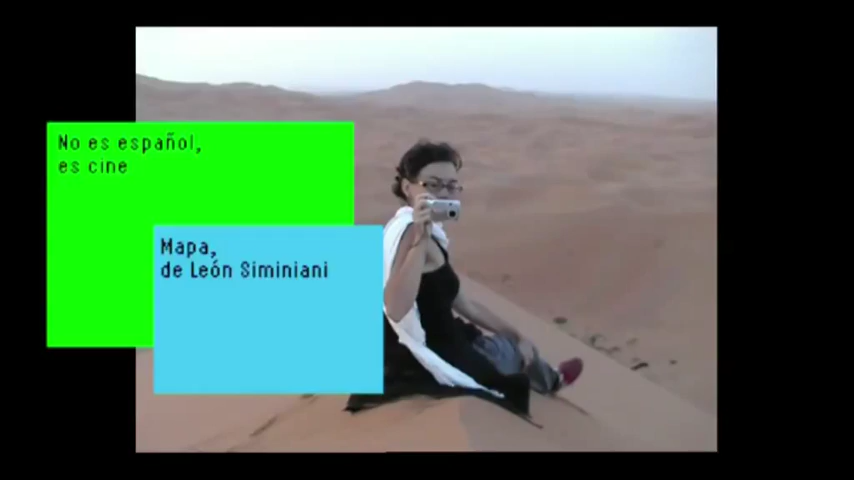 No es español,
es cine
Mapa,
de León Siminiani